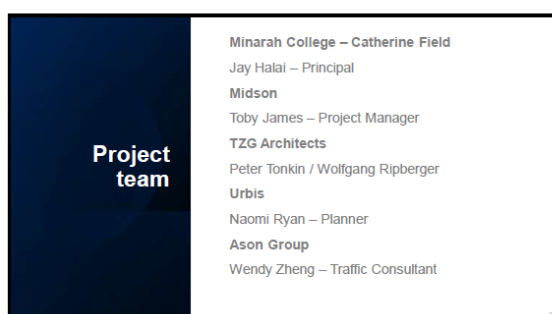 Project
team
Minarah College – Catherine Field
Jay Halai – Principal
Midson
Toby James – Project Manager
TZG Architects
Peter Tonkin / Wolfgang Ripberger
Urbis
Naomi Ryan – Planner
Ason Group
Wendy Zheng – Traffic Consultant